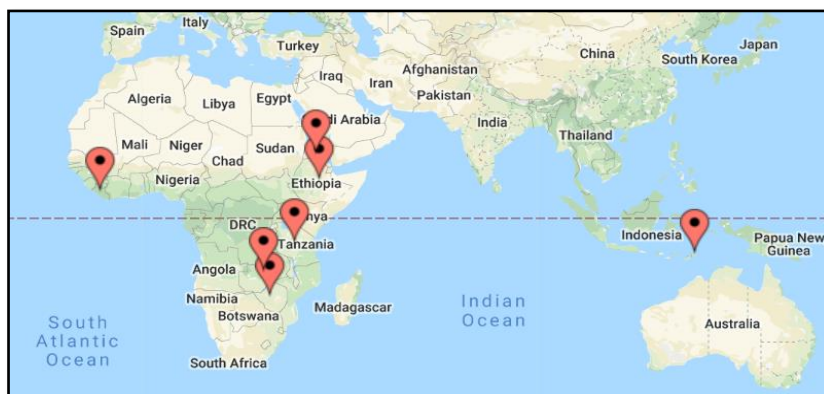 Spain
Italy
Turkey
Japan
China
South Korea
Afghanistan
Iraq
Iran
Pakistan
Algeria
Libya
Egypt
di Arabia
India
Mali
Niger
Sudan
Thailand
Chad
Nigeria
Ethiopia
DRC
nya
Indonesia
Papua New
Guinea
Tanzania
Angola
Namibia
Madagascar
Botswana
Indian
Ocean
South
Atlantic
Ocean
Australia
South Africa